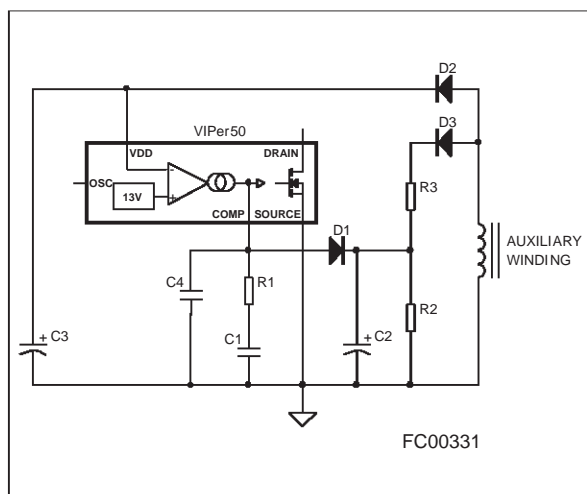 D2
VIPer50
D3
VDD
DRAIN
-
OSC
13V
+
COMP SOURCE
R3
D1
AUXILIARY
WINDING
C4
R1
R2
C1
+
C2
+
C3
FC00331